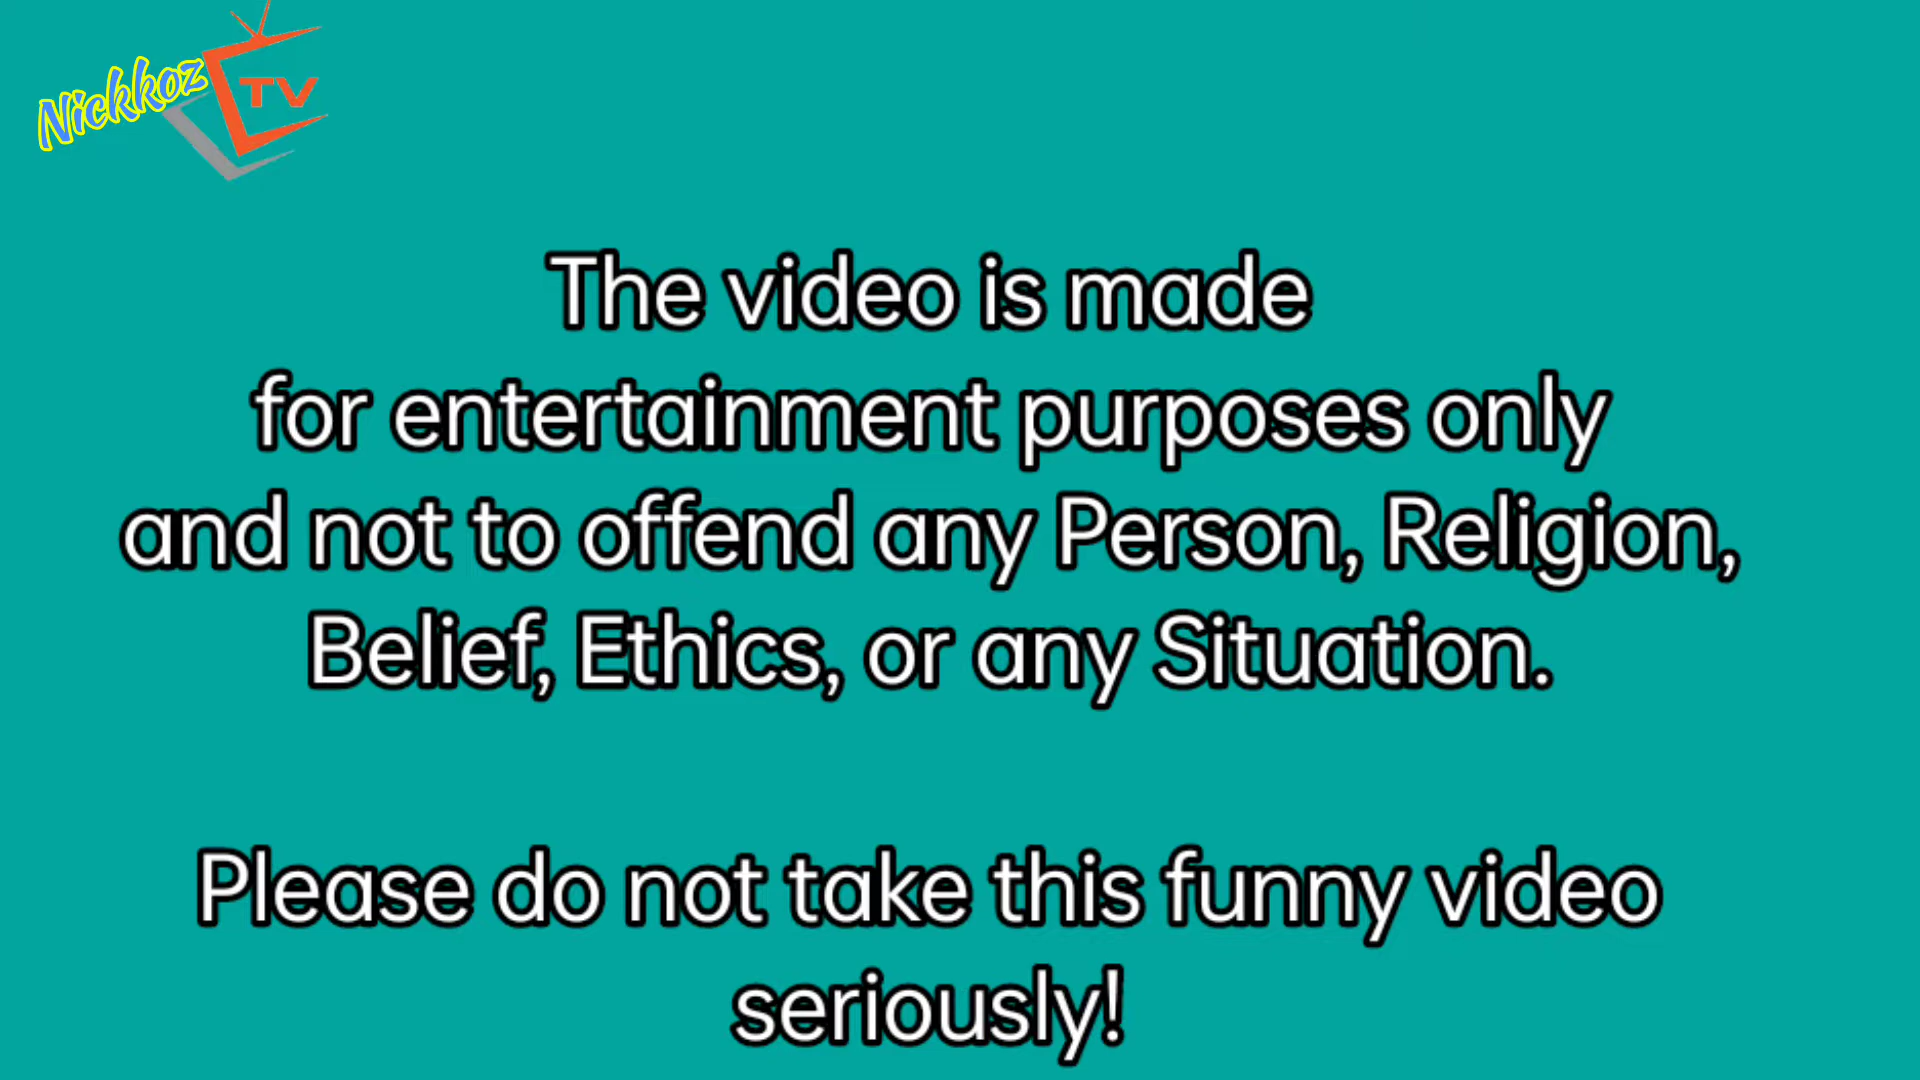 Nickkoz
TV
The video is made
for entertainment purposes only
and not to offend any Person, Religion,
Belief, Ethics, or any Situation.
Please do not take this funny video
seriously!